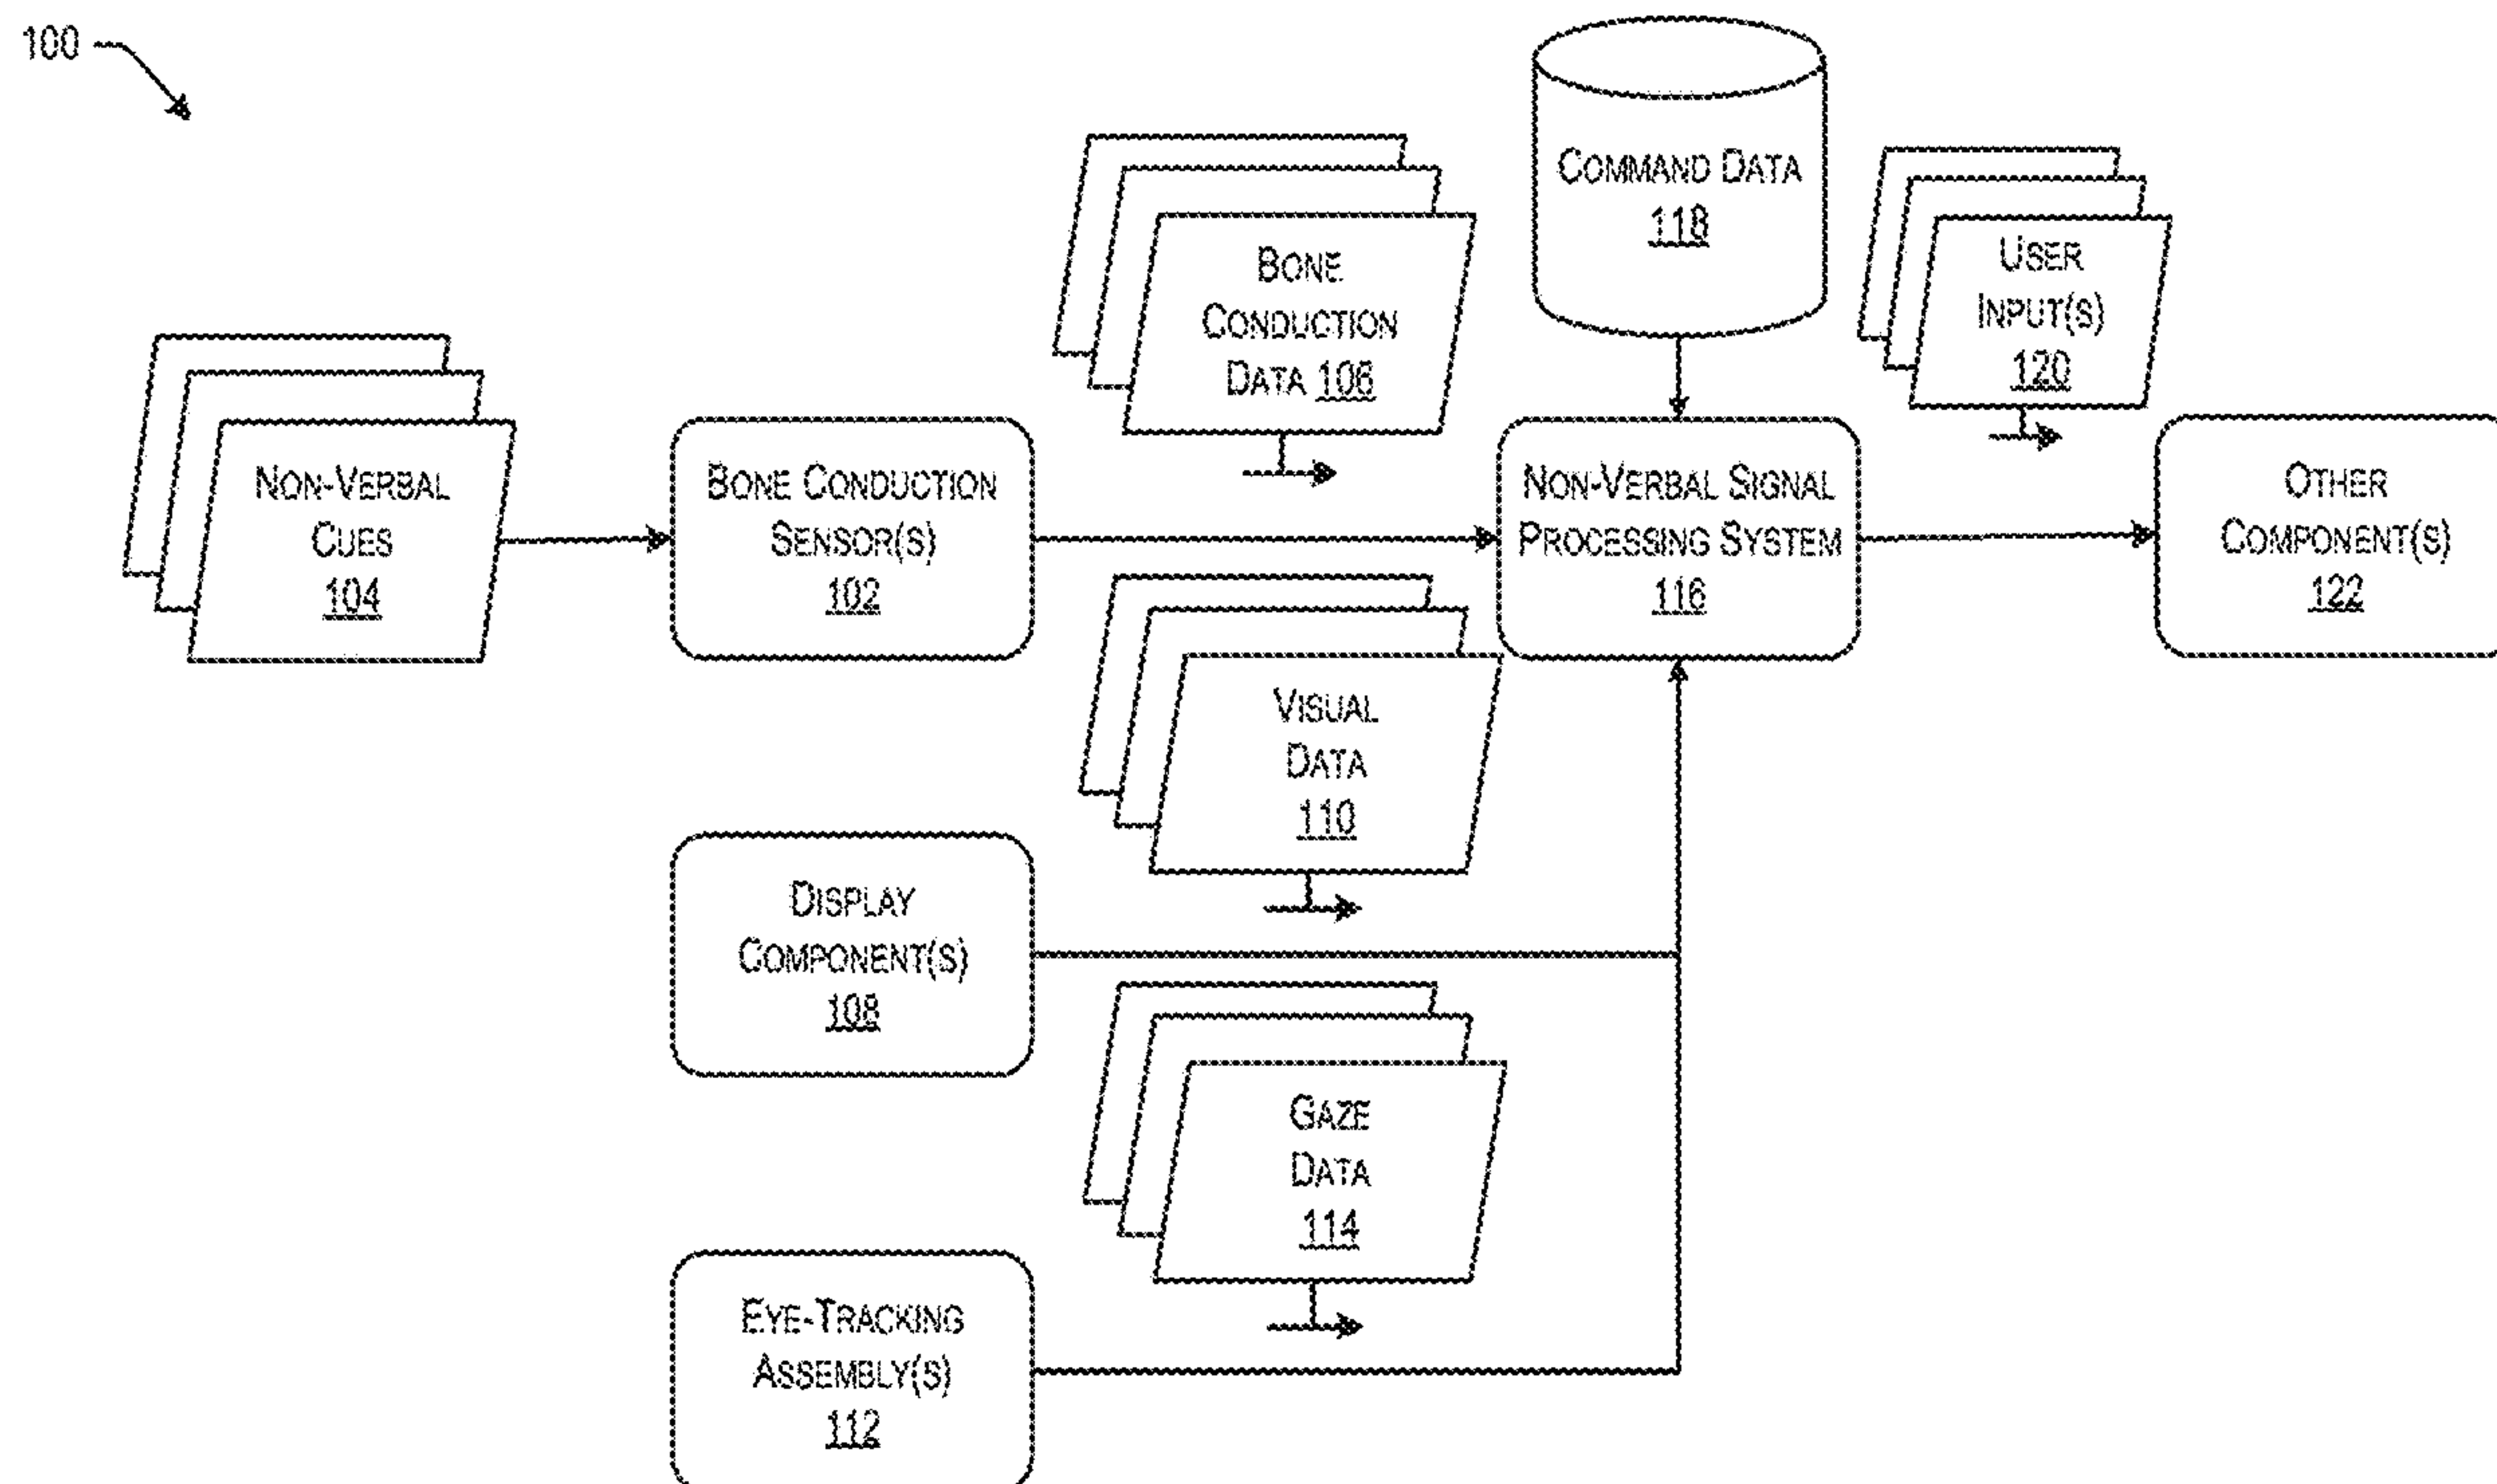 100
COMMAND DATA
118
BONE
CONDUCTION
DATA 106
USER
INPUT(S)
120
NON-VERBAL
CUES
104
BONE CONDUCTION
SENSOR(S)
102
NON-VERBAL SIGNAL
PROCESSING SYSTEM
116
OTHER
COMPONENT(S)
122
VISUAL
DATA
110
DISPLAY
COMPONENT(S)
108
GAZE
DATA
114
EYE-TRACKING
ASSEMBLY(S)
112